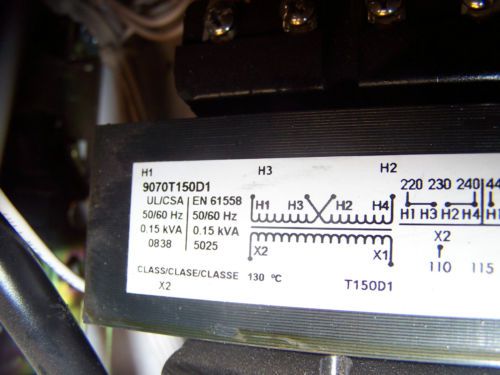 H1 H3 H2
9070T150D1
UL/CSA EN 61558
50/60 Hz 50/60 Hz
0.15 kVA 0.15 kVA
0838 5025
CLASS/CLASE/CLASSE 130 ºC
X2
H1 H3 H2 H4
X2 X1
T150D1
220 230 240 44
H1 H3 H2 H4 H
X2
110 115